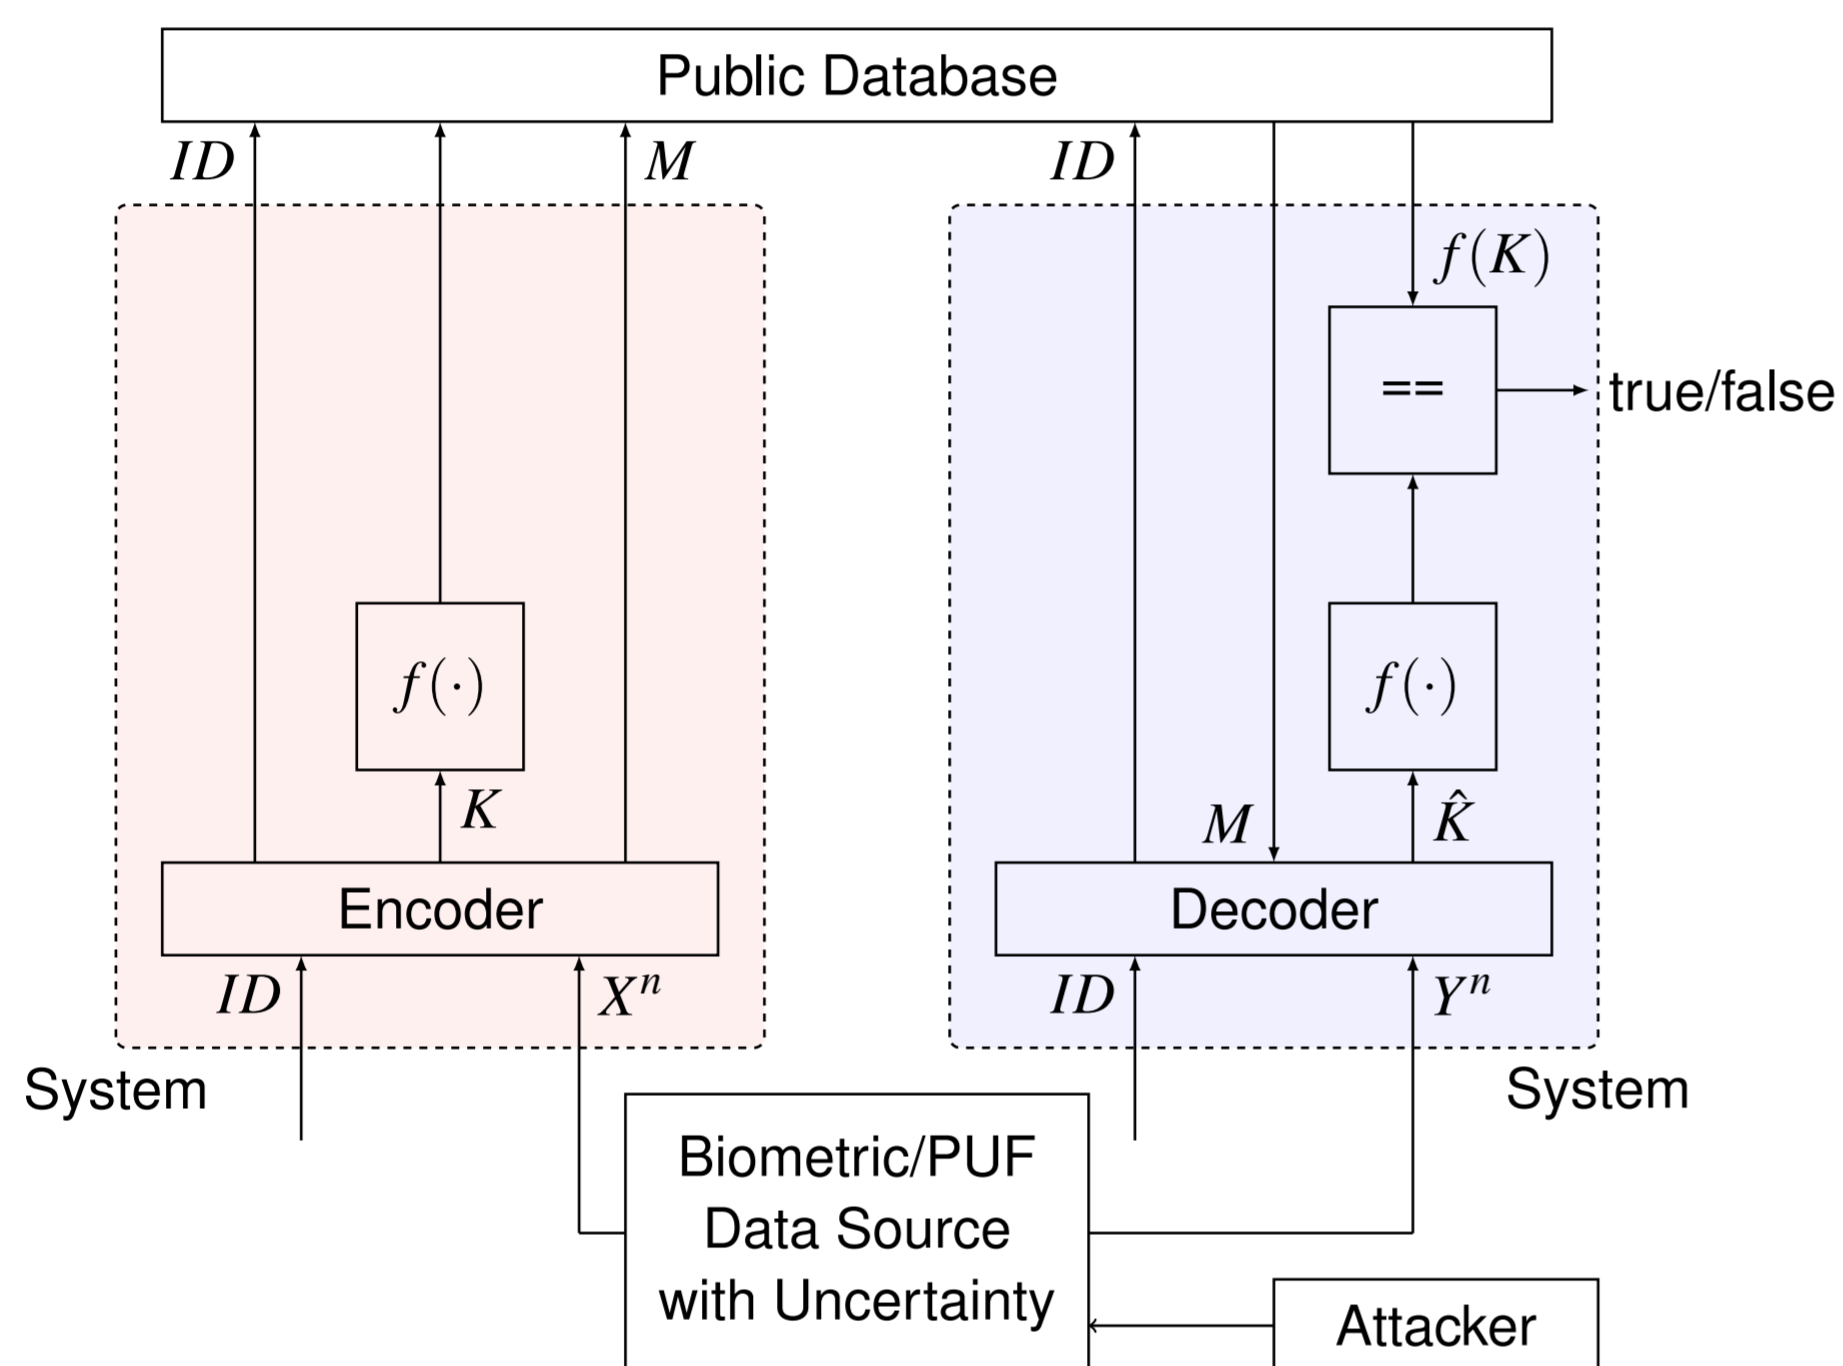 Public Database
ID
M
ID
f(K)
==
true/false
f(·)
f(·)
K
M
K̂
Encoder
Decoder
ID
Xⁿ
ID
Yⁿ
System
System
Biometric/PUF
Data Source
with Uncertainty
Attacker